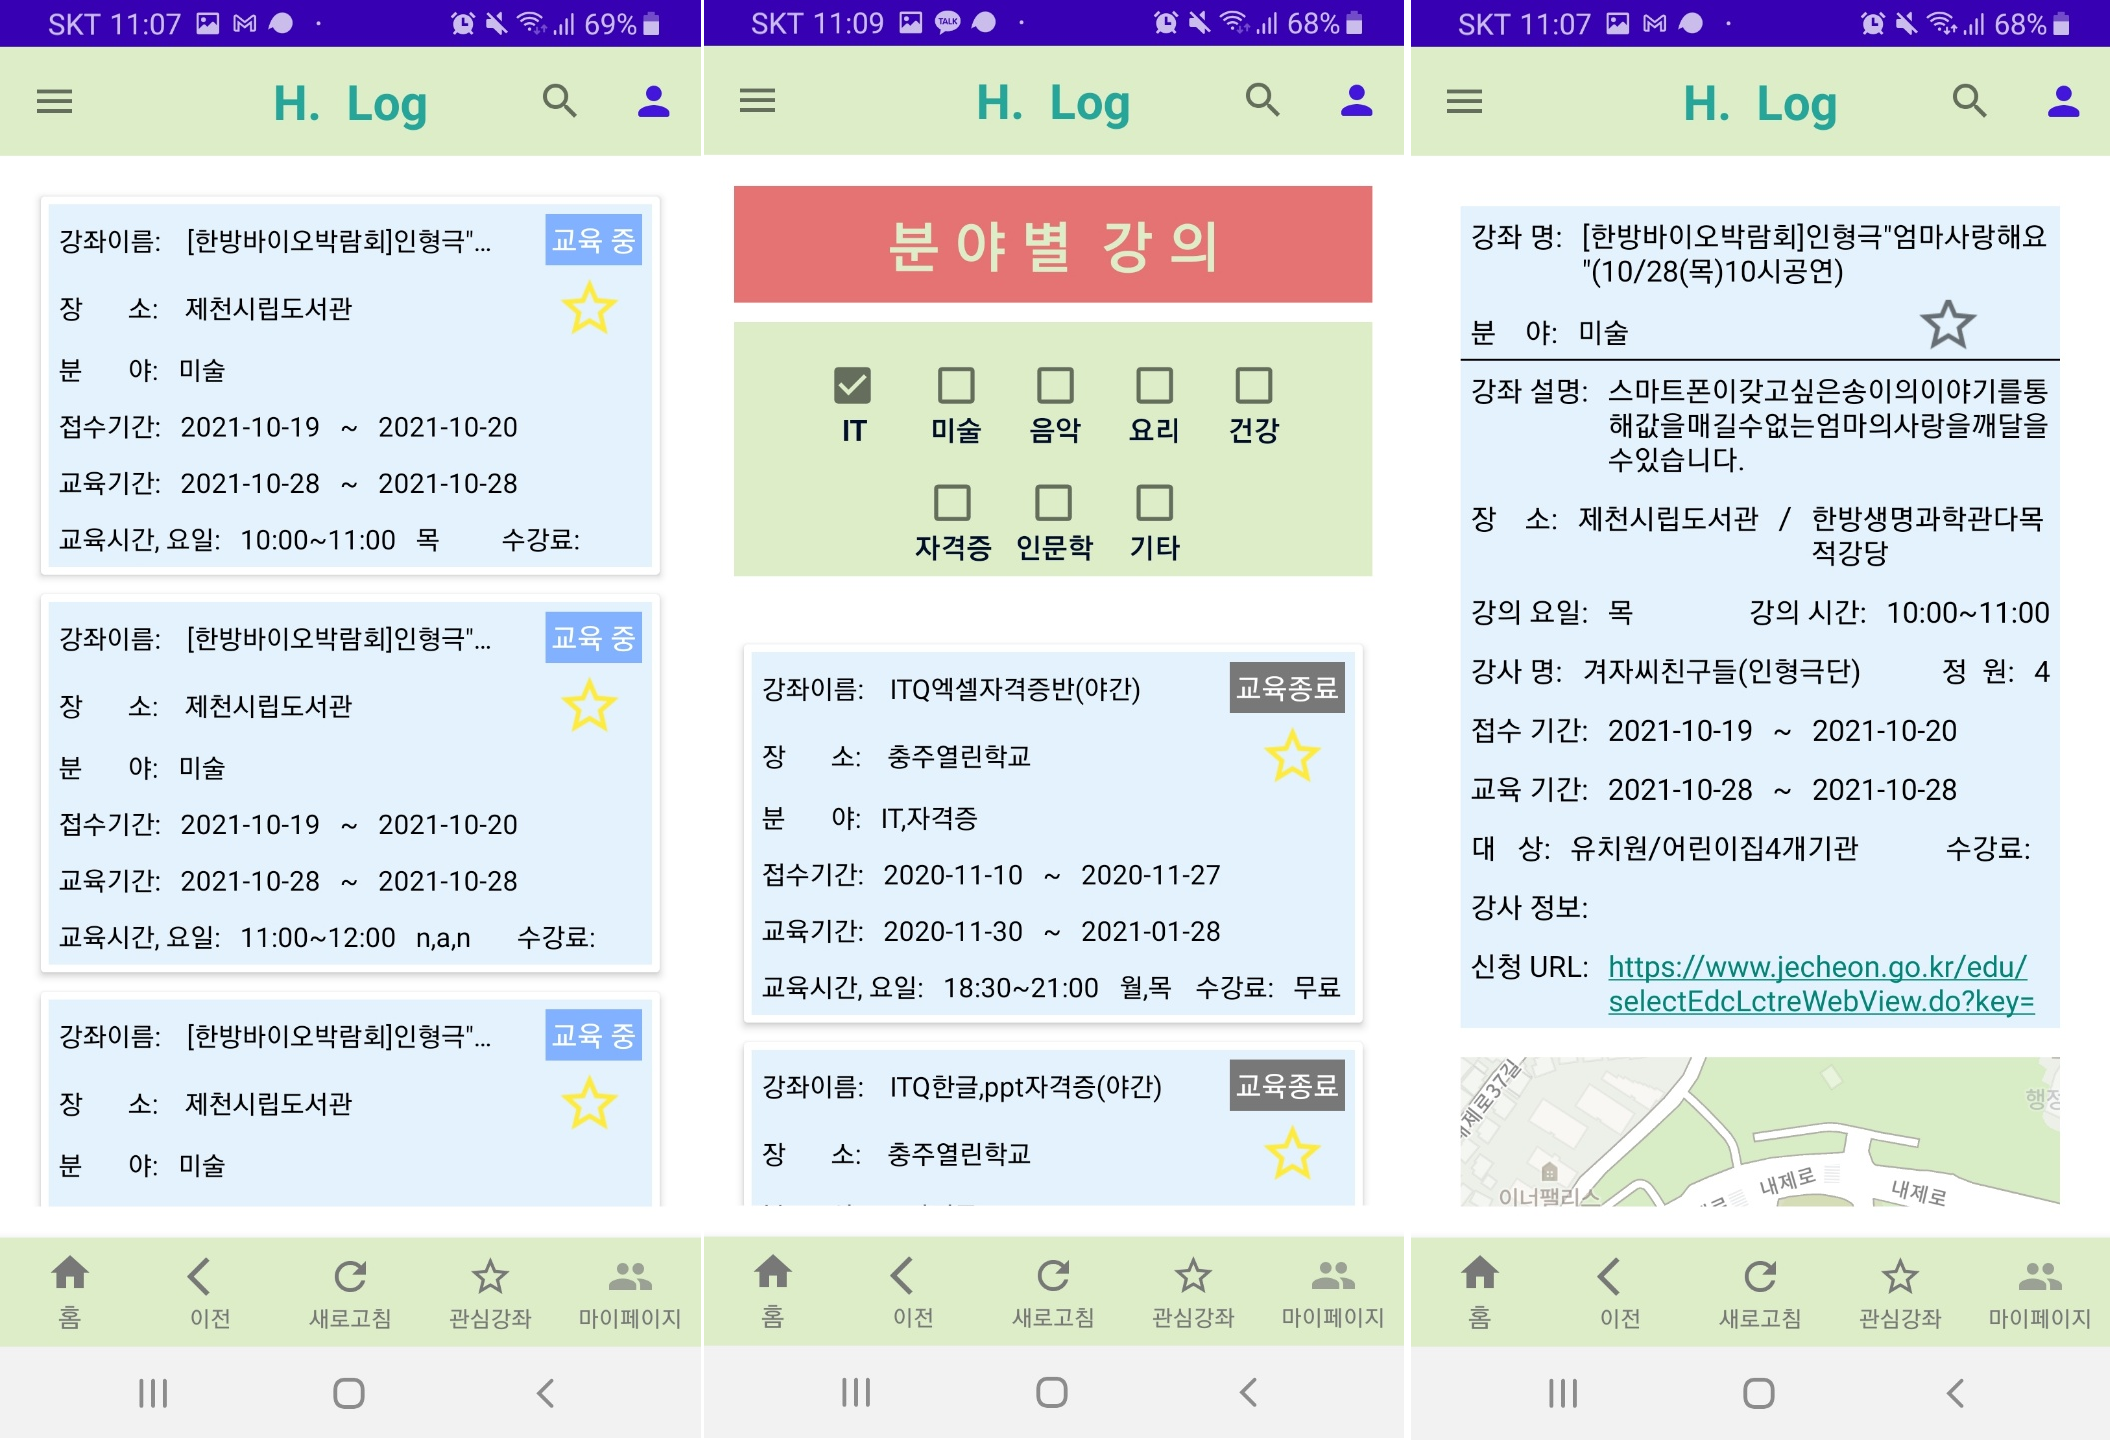 SKT 11:07 69%
H. Log
강좌이름: [한방바이오박람회]인형극"... 교육 중
장 소: 제천시립도서관
분 야: 미술
접수기간: 2021-10-19 ~ 2021-10-20
교육기간: 2021-10-28 ~ 2021-10-28
교육시간, 요일: 10:00~11:00 목 수강료:
강좌이름: [한방바이오박람회]인형극"... 교육 중
장 소: 제천시립도서관
분 야: 미술
접수기간: 2021-10-19 ~ 2021-10-20
교육기간: 2021-10-28 ~ 2021-10-28
교육시간, 요일: 11:00~12:00 n,a,n 수강료:
강좌이름: [한방바이오박람회]인형극"... 교육 중
장 소: 제천시립도서관
분 야: 미술
홈 이전 새로고침 관심강좌 마이페이지
SKT 11:09 TALK 68%
H. Log
분야별 강의
IT 미술 음악 요리 건강
자격증 인문학 기타
강좌이름: ITQ엑셀자격증반(야간) 교육종료
장 소: 충주열린학교
분 야: IT,자격증
접수기간: 2020-11-10 ~ 2020-11-27
교육기간: 2020-11-30 ~ 2021-01-28
교육시간, 요일: 18:30~21:00 월,목 수강료: 무료
강좌이름: ITQ한글,ppt자격증(야간) 교육종료
장 소: 충주열린학교
홈 이전 새로고침 관심강좌 마이페이지
SKT 11:07 68%
H. Log
강좌 명: [한방바이오박람회]인형극"엄마사랑해요
"(10/28(목)10시공연)
분 야: 미술
강좌 설명: 스마트폰이갖고싶은송이의이야기를통
해값을매길수없는엄마의사랑을깨달을
수있습니다.
장 소: 제천시립도서관 / 한방생명과학관다목
적강당
강의 요일: 목 강의 시간: 10:00~11:00
강사 명: 겨자씨친구들(인형극단) 정 원: 4
접수 기간: 2021-10-19 ~ 2021-10-20
교육 기간: 2021-10-28 ~ 2021-10-28
대 상: 유치원/어린이집4개기관 수강료:
강사 정보:
신청 URL: https://www.jecheon.go.kr/edu/
selectEdcLctreWebView.do?key=
내제로37길
행정
이너팰리스
내제로
내제로
홈 이전 새로고침 관심강좌 마이페이지